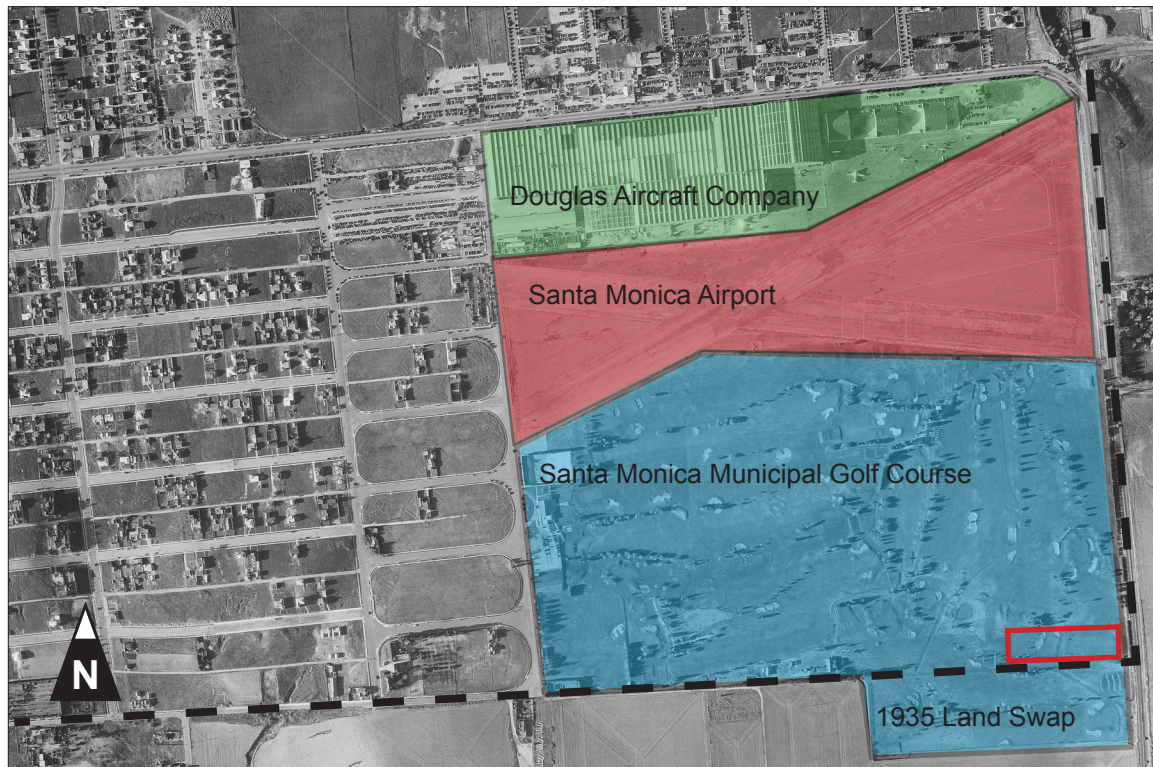 Douglas Aircraft Company
Santa Monica Airport
Santa Monica Municipal Golf Course
N
1935 Land Swap